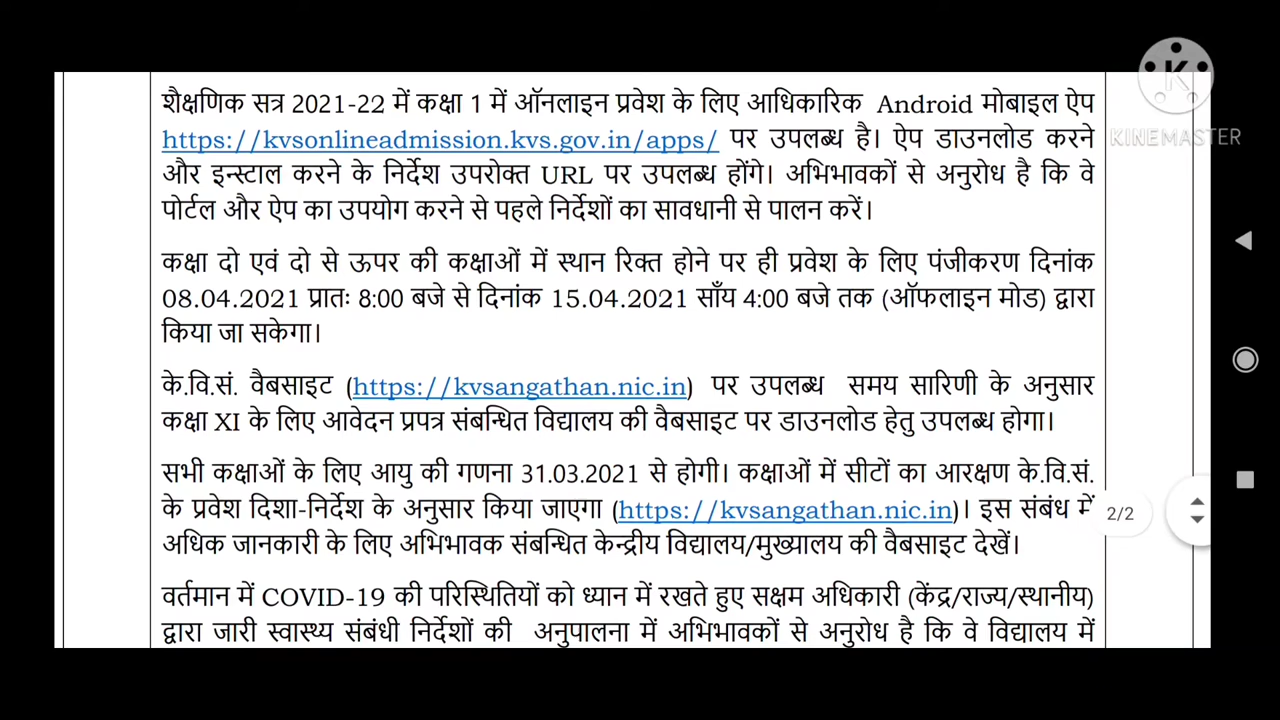 शैक्षणिक सत्र 2021-22 में कक्षा 1 में ऑनलाइन प्रवेश के लिए आधिकारिक Android मोबाइल ऐप
https://kvsonlineadmission.kvs.gov.in/apps/ पर उपलब्ध है। ऐप डाउनलोड करने
और इन्स्टाल करने के निर्देश उपरोक्त URL पर उपलब्ध होंगे। अभिभावकों से अनुरोध है कि वे
पोर्टल और ऐप का उपयोग करने से पहले निर्देशों का सावधानी से पालन करें।
कक्षा दो एवं दो से ऊपर की कक्षाओं में स्थान रिक्त होने पर ही प्रवेश के लिए पंजीकरण दिनांक
08.04.2021 प्रातः 8:00 बजे से दिनांक 15.04.2021 साँय 4:00 बजे तक (ऑफलाइन मोड) द्वारा
किया जा सकेगा।
के.वि.सं. वैबसाइट (https://kvsangathan.nic.in) पर उपलब्ध समय सारिणी के अनुसार
कक्षा XI के लिए आवेदन प्रपत्र संबन्धित विद्यालय की वैबसाइट पर डाउनलोड हेतु उपलब्ध होगा।
सभी कक्षाओं के लिए आयु की गणना 31.03.2021 से होगी। कक्षाओं में सीटों का आरक्षण के.वि.सं.
के प्रवेश दिशा-निर्देश के अनुसार किया जाएगा (https://kvsangathan.nic.in)। इस संबंध में
अधिक जानकारी के लिए अभिभावक संबन्धित केन्द्रीय विद्यालय/मुख्यालय की वैबसाइट देखें।
वर्तमान में COVID-19 की परिस्थितियों को ध्यान में रखते हुए सक्षम अधिकारी (केंद्र/राज्य/स्थानीय)
द्वारा जारी स्वास्थ्य संबंधी निर्देशों की अनुपालना में अभिभावकों से अनुरोध है कि वे विद्यालय में
K
KINEMASTER
2/2